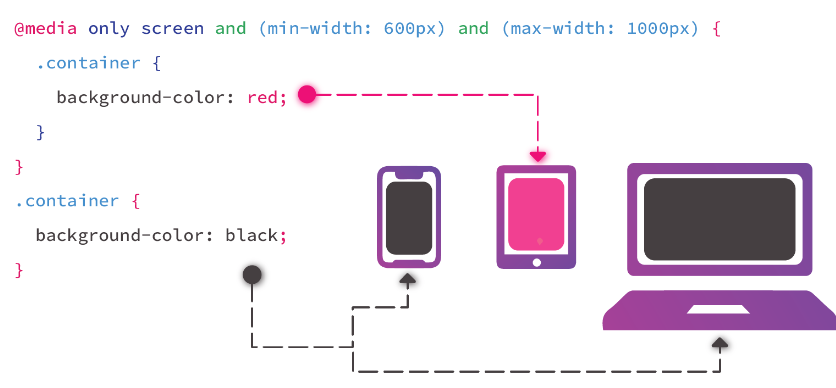 @media only screen and (min-width: 600px) and (max-width: 1000px) {
  .container {
    background-color: red;
  }
}
.container {
  background-color: black;
}